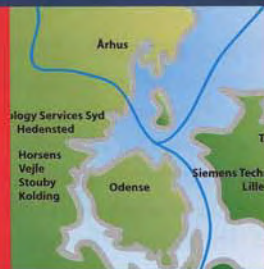 Århus
ology Services Syd
Hedensted
Horsens
Vejle
Stouby
Kolding
Odense
Siemens Tech
Lille